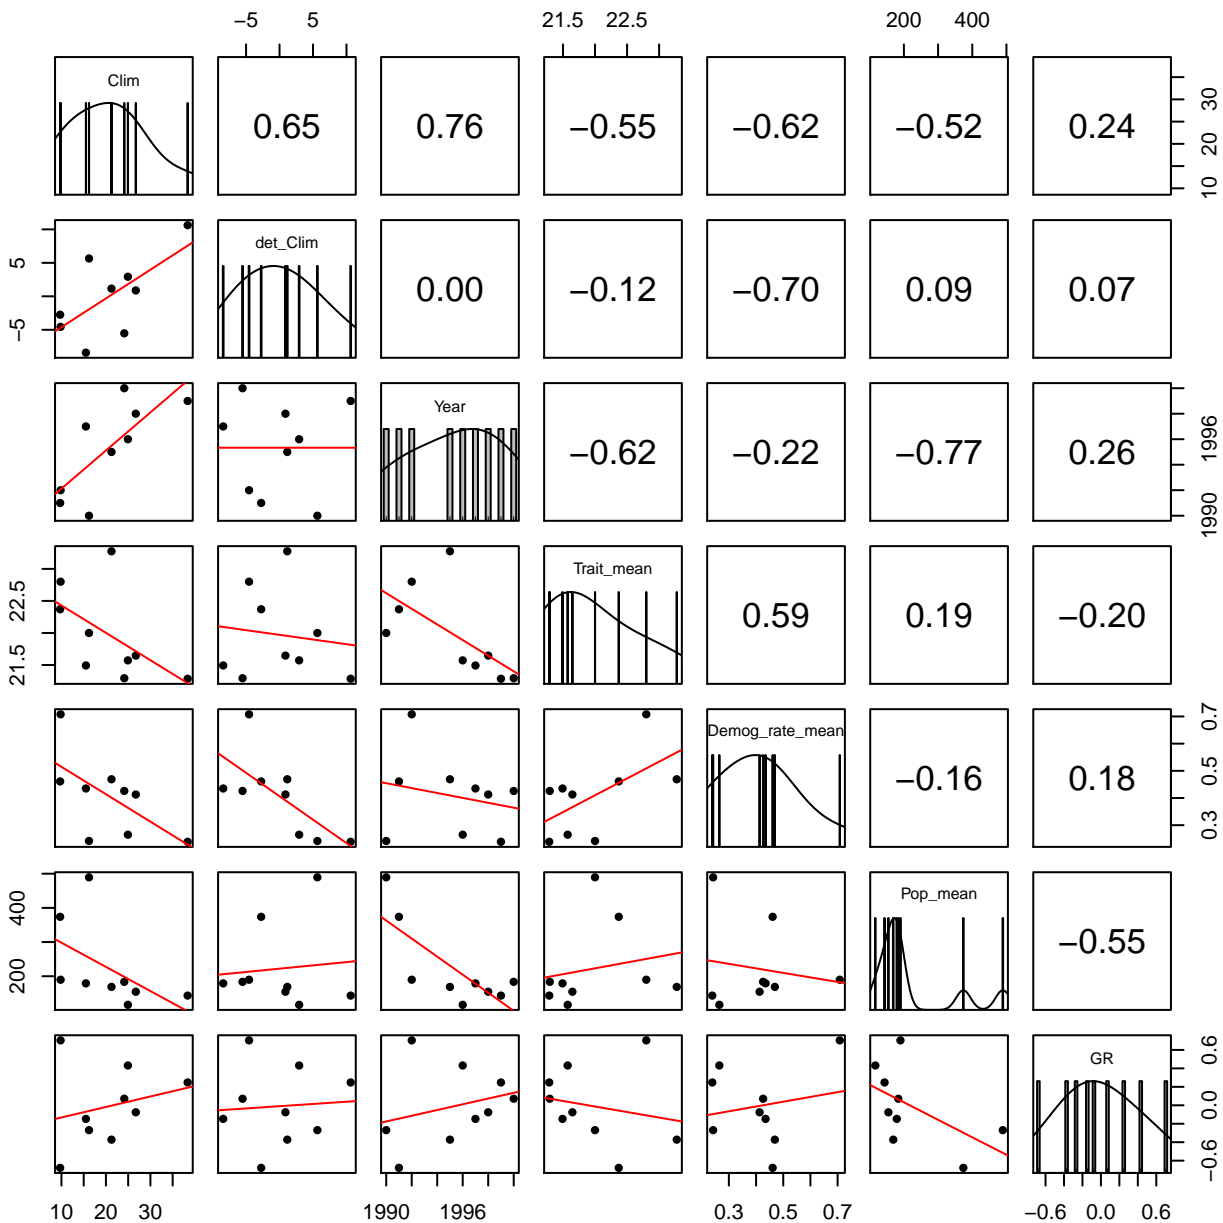 −5 5 21.5 22.5 200 400
Clim 0.65 0.76 −0.55 −0.62 −0.52 0.24 10 20 30
−5 5 det_Clim 0.00 −0.12 −0.70 0.09 0.07
Year −0.62 −0.22 −0.77 0.26 1990 1996
21.5 22.5 Trait_mean 0.59 0.19 −0.20
Demog_rate_mean −0.16 0.18 0.3 0.5 0.7
200 400 Pop_mean −0.55
GR −0.6 0.0 0.6
10 20 30 1990 1996 0.3 0.5 0.7 −0.6 0.0 0.6